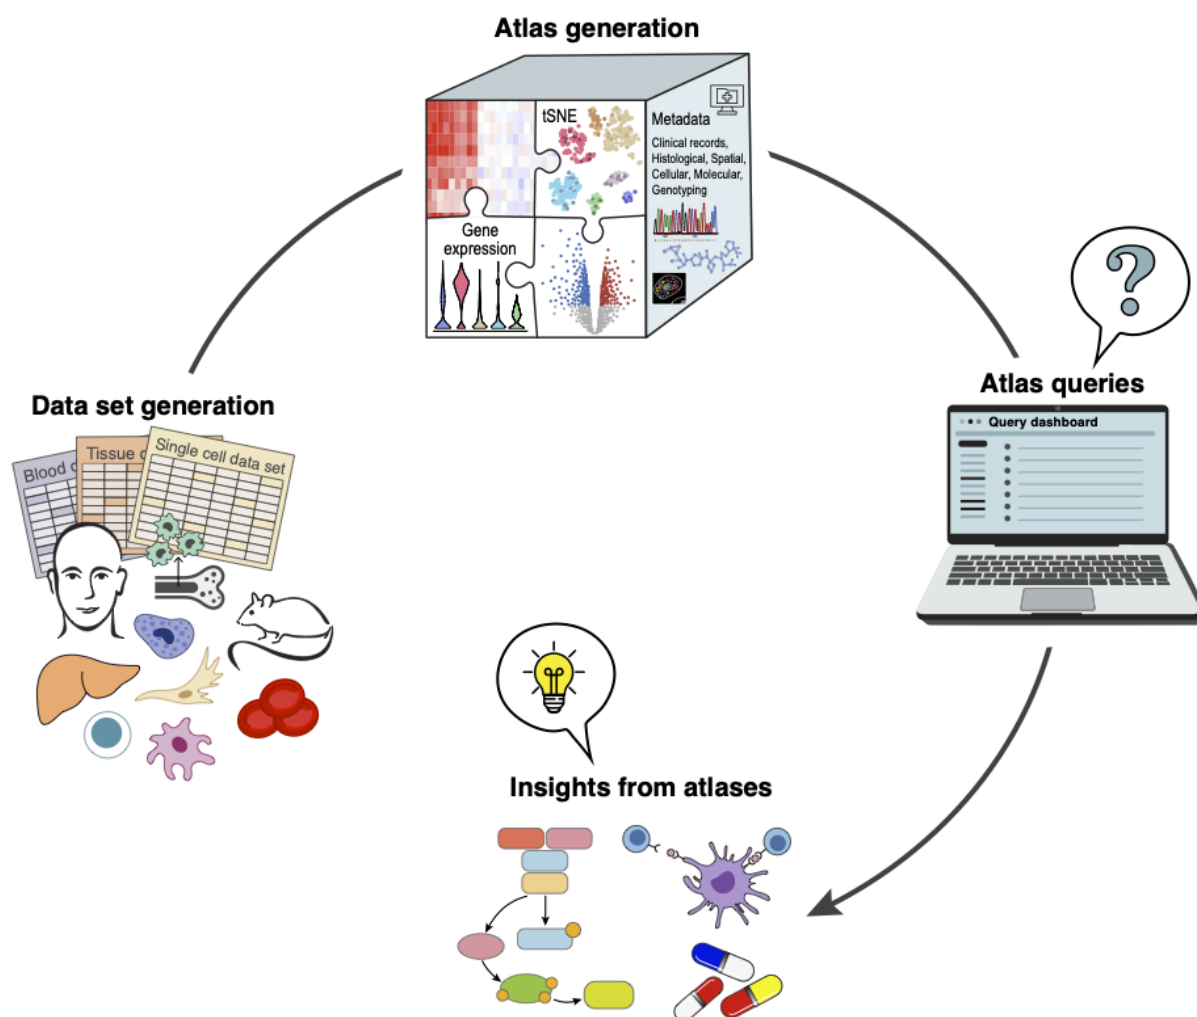 Atlas generation
tSNE
Metadata
Clinical records,
Histological, Spatial,
Cellular, Molecular,
Genotyping
Gene
expression
Atlas queries
Query dashboard
Data set generation
Blood
Tissue
Single cell data set
Insights from atlases